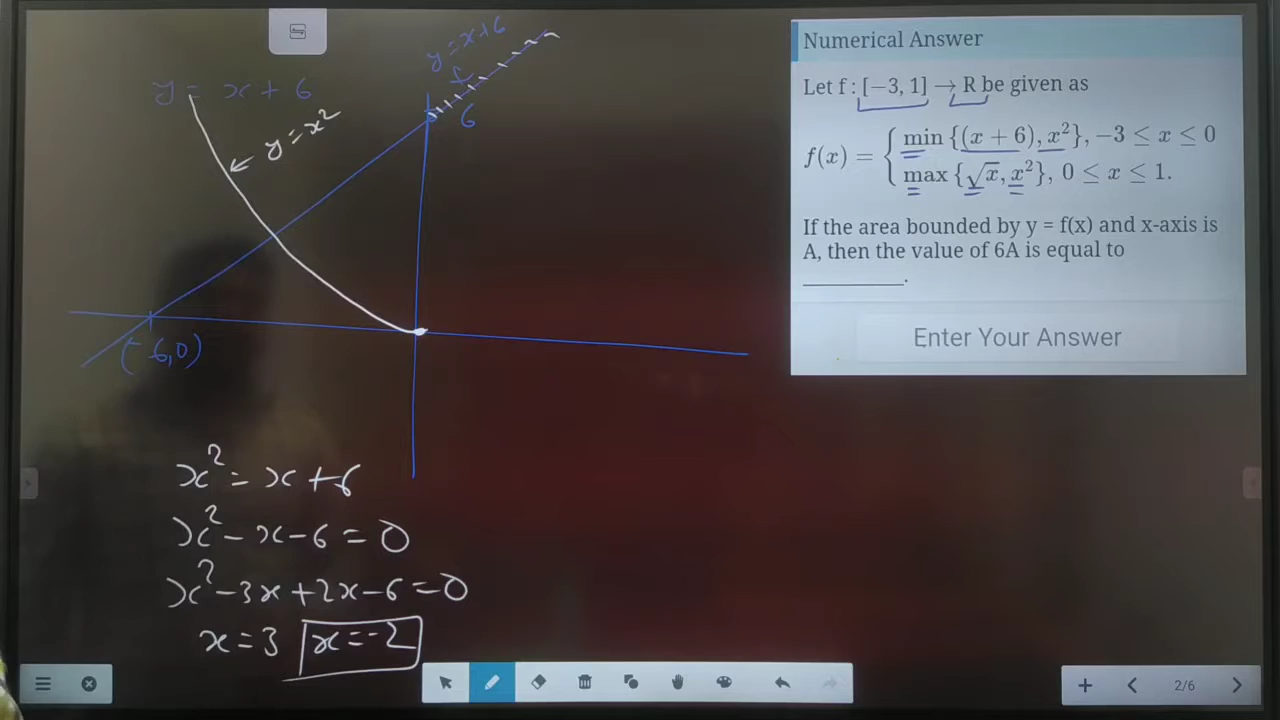 y = x + 6
y = x²
y = x + 6
6
(-6,0)
x² = x + 6
x² - x - 6 = 0
x² - 3x + 2x - 6 = 0
x = 3 x = -2
Numerical Answer
Let f : [−3, 1] → R be given as
f(x) = { min {(x + 6), x²}, −3 ≤ x ≤ 0
max {√x, x²}, 0 ≤ x ≤ 1.
If the area bounded by y = f(x) and x-axis is
A, then the value of 6A is equal to
__________.
Enter Your Answer
2/6